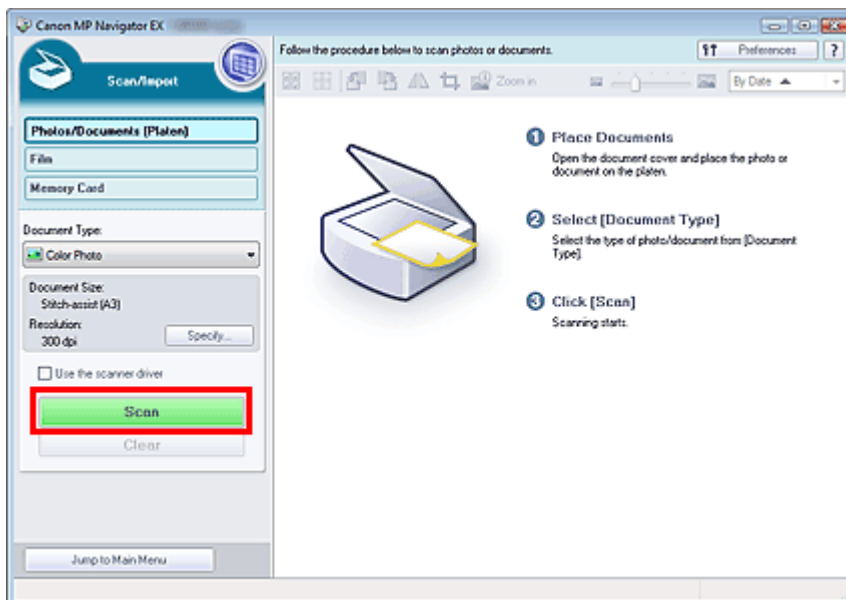 Canon MP Navigator EX
Scan/Import
Photos/Documents (Platen)
Film
Memory Card
Document Type:
Color Photo
Document Size:
Stitch-assist (A3)
Resolution:
300 dpi
Specify...
Use the scanner driver
Scan
Clear
Jump to Main Menu
Follow the procedure below to scan photos or documents.
Preferences
?
Zoom in
By Date
1 Place Documents
Open the document cover and place the photo or
document on the platen.
2 Select [Document Type]
Select the type of photo/document from [Document
Type].
3 Click [Scan]
Scanning starts.